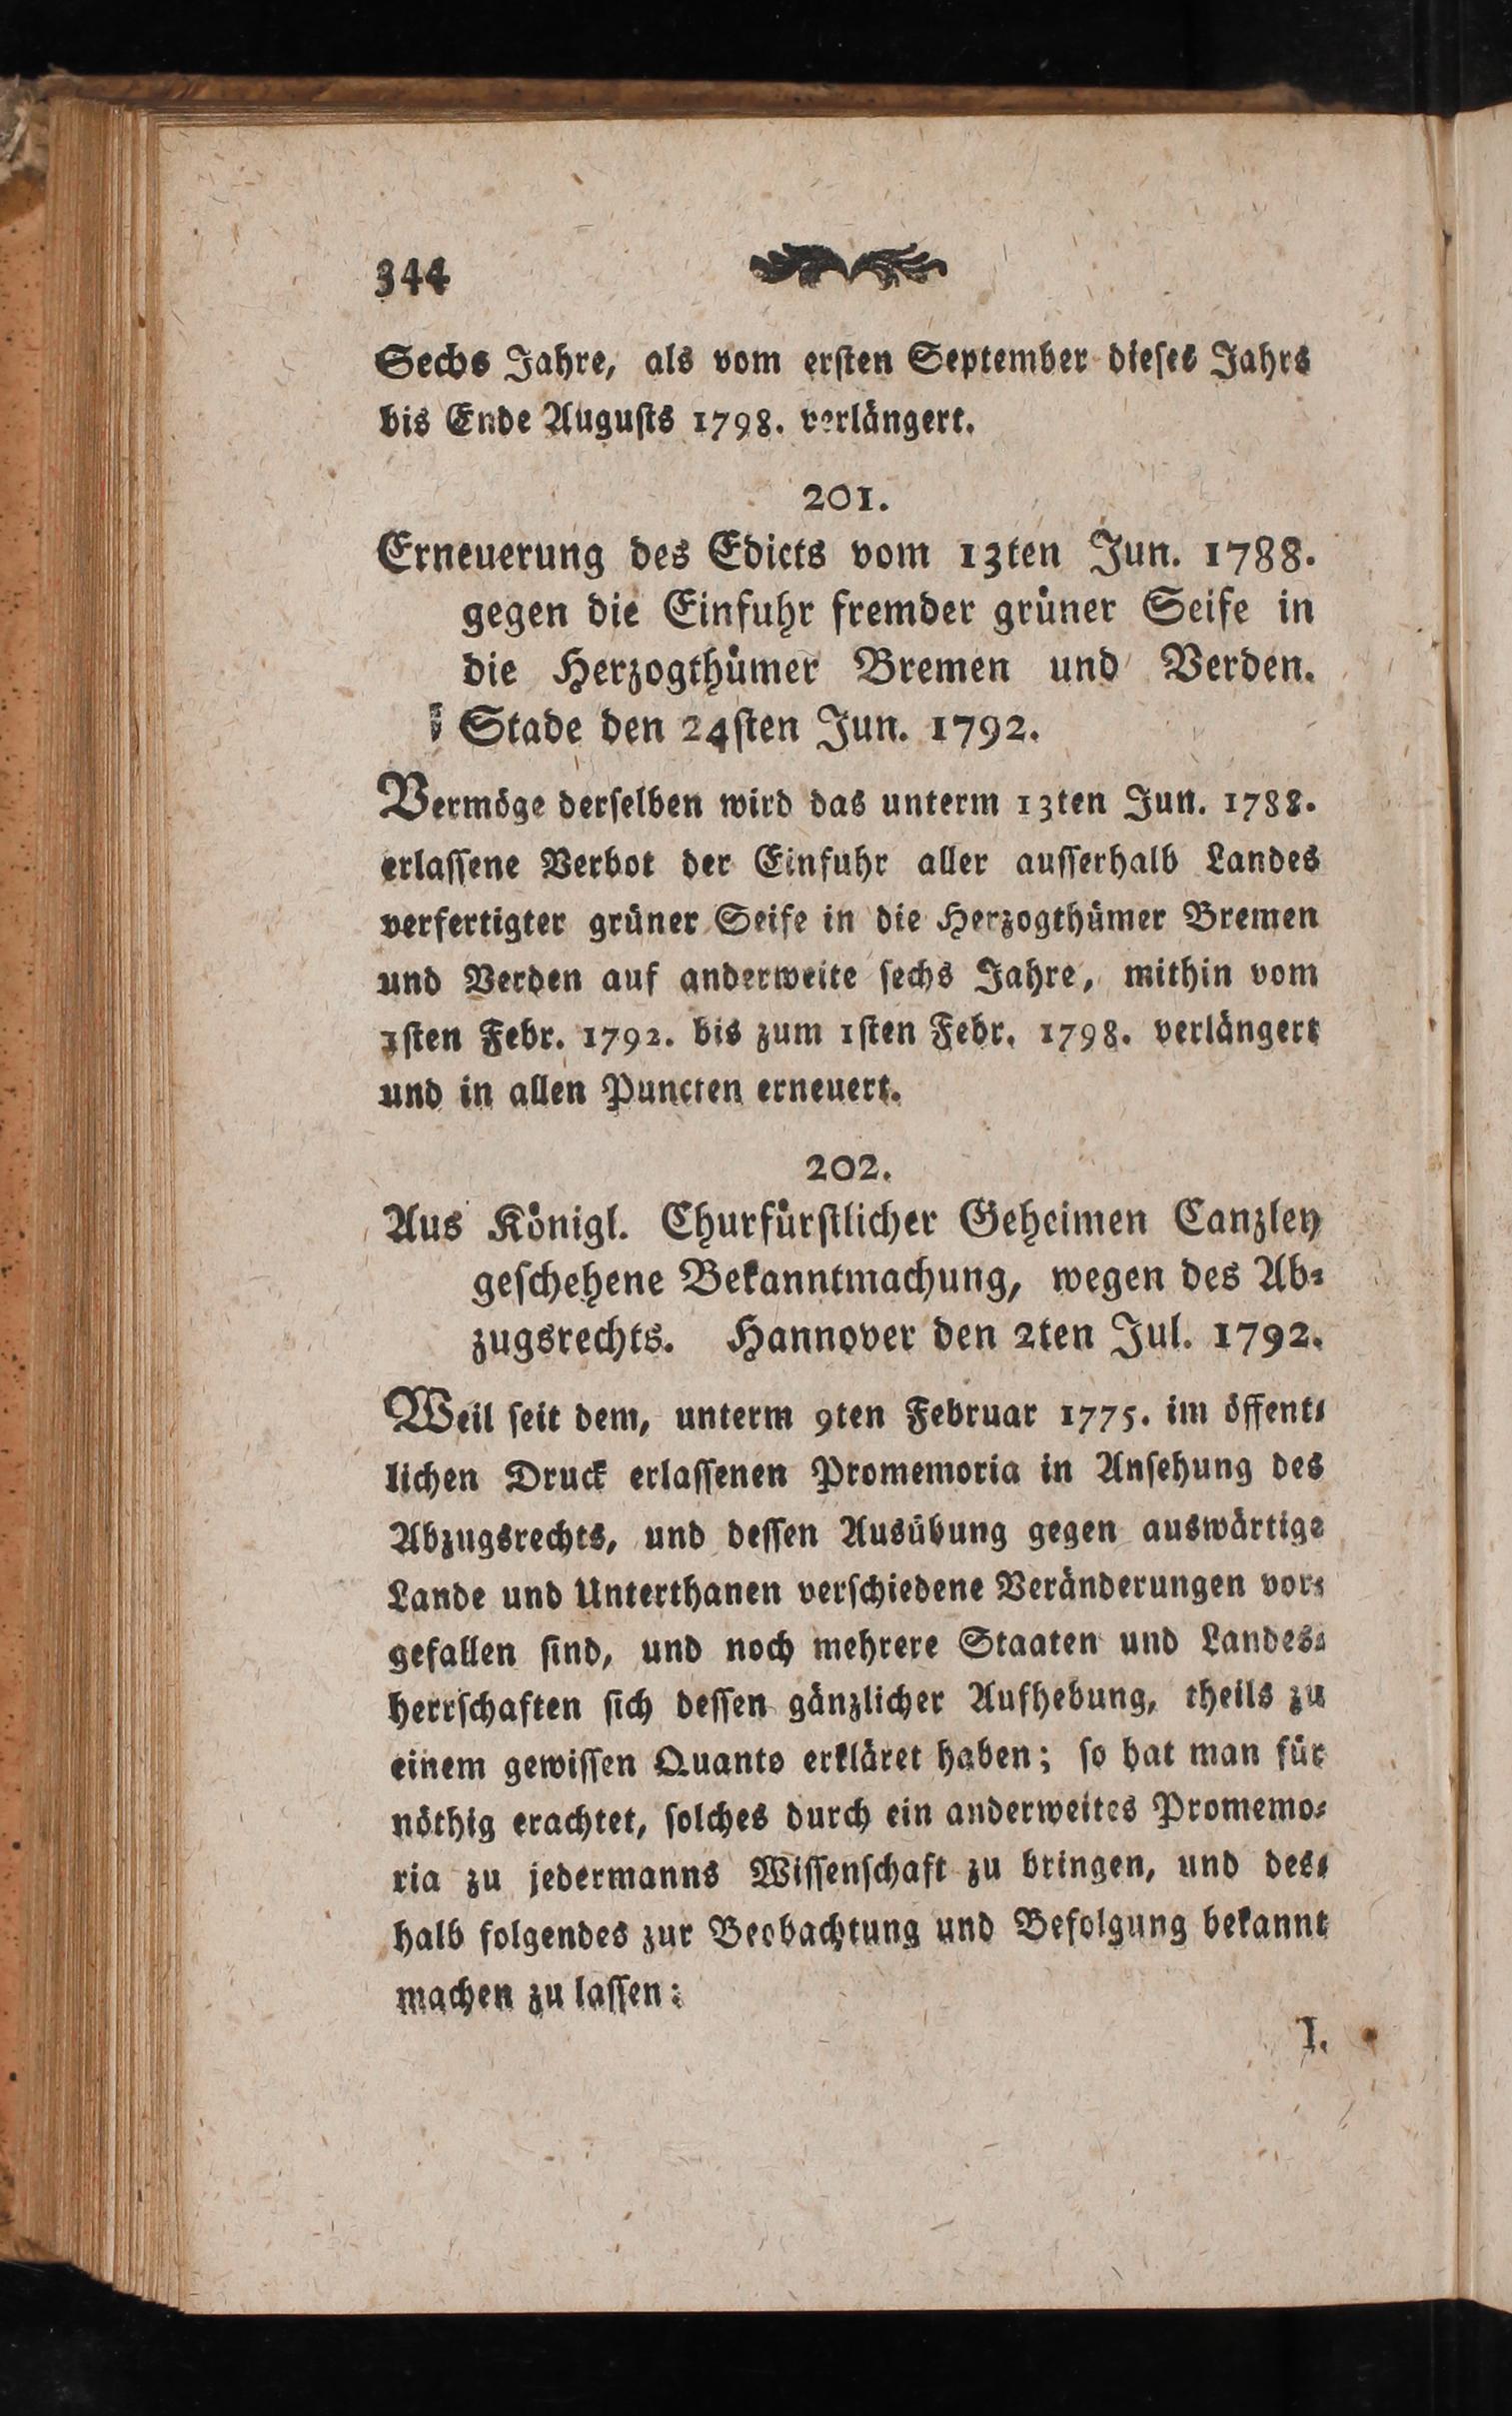 344
Sechs Jahre, als vom ersten September dieses Jahrs
bis Ende Augusts 1798. verlängert.
201.
Erneuerung des Edicts vom 13ten Jun. 1788.
gegen die Einfuhr fremder grüner Seife in
die Herzogthümer Bremen und Verden.
Stade den 24sten Jun. 1792.
Vermöge derselben wird das unterm 13ten Jun. 1788.
erlassene Verbot der Einfuhr aller ausserhalb Landes
verfertigter grüner Seife in die Herzogthümer Bremen
und Verden auf anderweite sechs Jahre, mithin vom
1sten Febr. 1792. bis zum 1sten Febr. 1798. verlängert
und in allen Puncten erneuert.
202.
Aus Königl. Churfürstlicher Geheimen Canzley
geschehene Bekanntmachung, wegen des Ab-
zugsrechts. Hannover den 2ten Jul. 1792.
Weil seit dem, unterm 9ten Februar 1775. im öffent-
lichen Druck erlassenen Promemoria in Ansehung des
Abzugsrechts, und dessen Ausübung gegen auswärtige
Lande und Unterthanen verschiedene Veränderungen vor-
gefallen sind, und noch mehrere Staaten und Landes-
herrschaften sich dessen gänzlicher Aufhebung, theils zu
einem gewissen Quanto erkläret haben; so hat man für
nöthig erachtet, solches durch ein anderweites Promemo-
ria zu jedermanns Wissenschaft zu bringen, und des-
halb folgendes zur Beobachtung und Befolgung bekannt
machen zu lassen:
I.